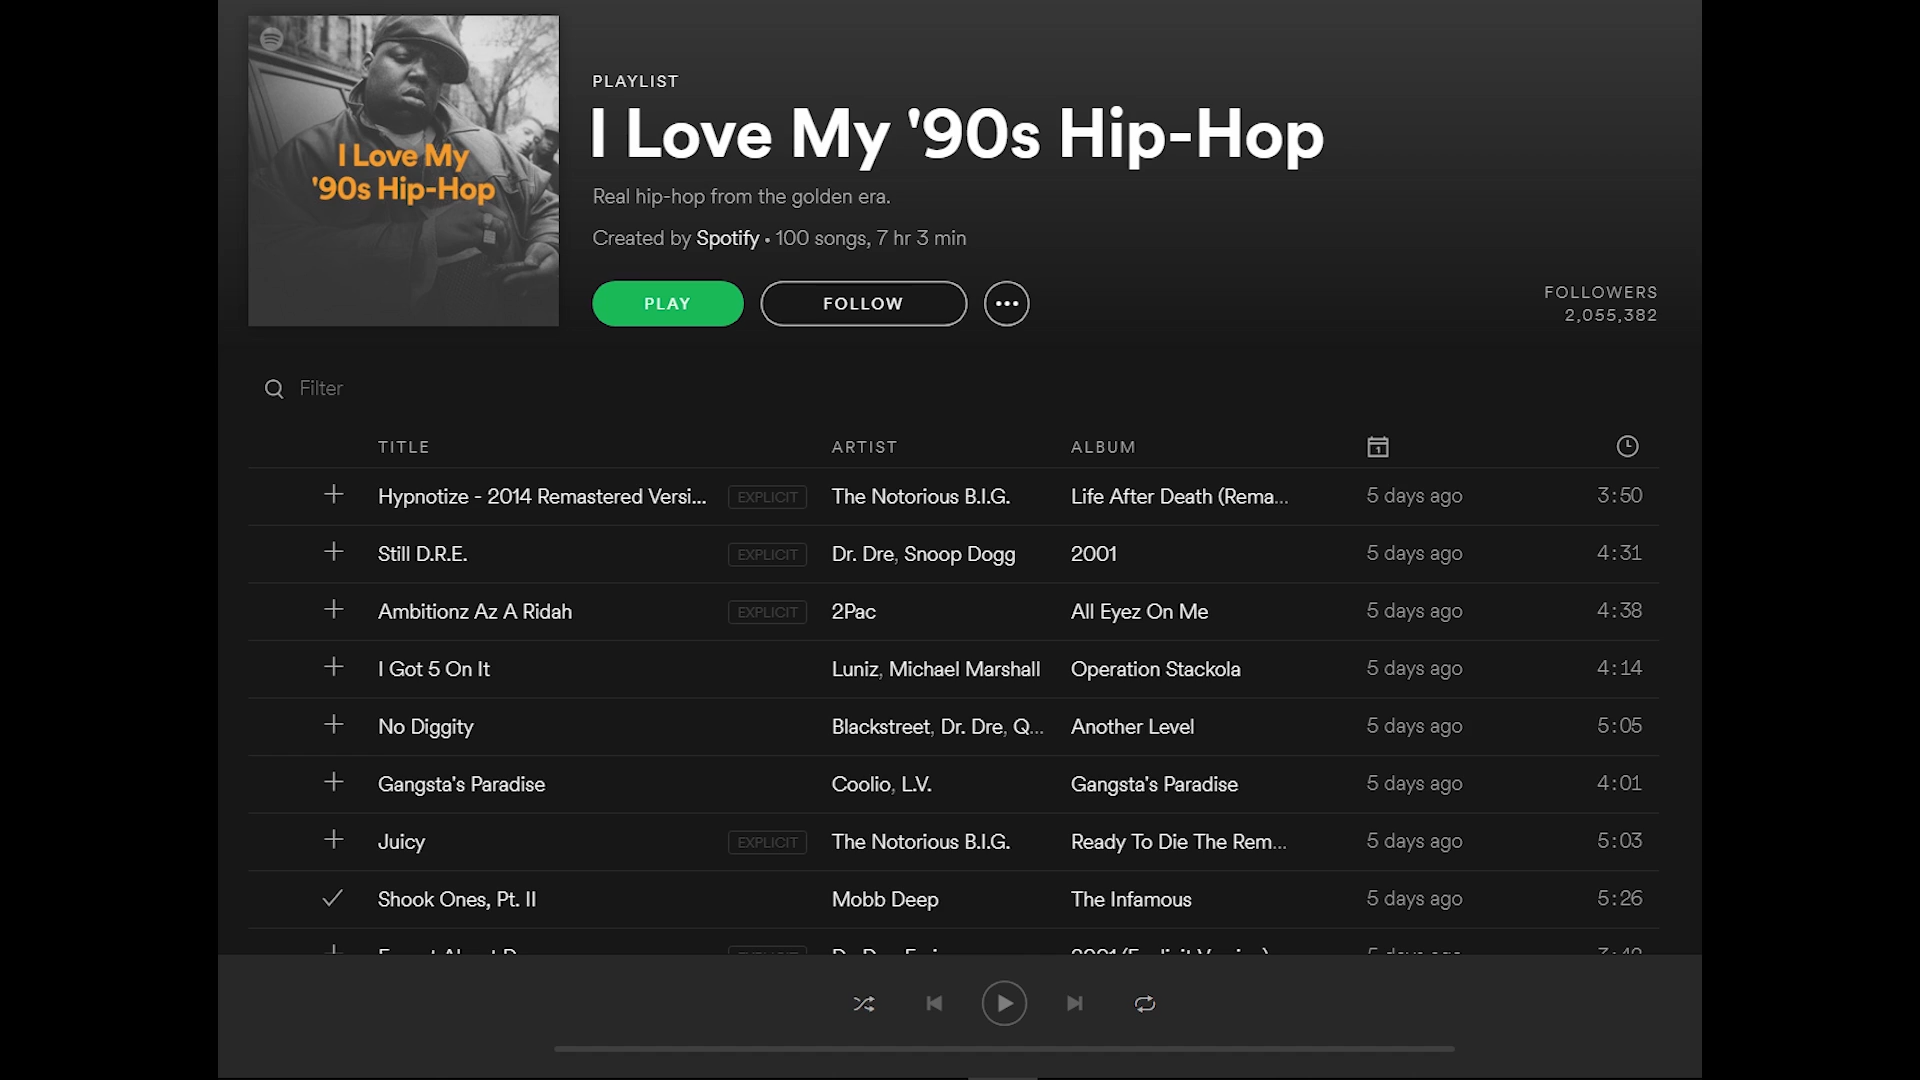 I Love My
'90s Hip-Hop
PLAYLIST
I Love My '90s Hip-Hop
Real hip-hop from the golden era.
Created by Spotify • 100 songs, 7 hr 3 min
PLAY FOLLOW
FOLLOWERS
2,055,382
Filter
TITLE ARTIST ALBUM
Hypnotize - 2014 Remastered Versi... EXPLICIT The Notorious B.I.G. Life After Death (Rema... 5 days ago 3:50
Still D.R.E. EXPLICIT Dr. Dre, Snoop Dogg 2001 5 days ago 4:31
Ambitionz Az A Ridah EXPLICIT 2Pac All Eyez On Me 5 days ago 4:38
I Got 5 On It Luniz, Michael Marshall Operation Stackola 5 days ago 4:14
No Diggity Blackstreet, Dr. Dre, Q... Another Level 5 days ago 5:05
Gangsta's Paradise Coolio, L.V. Gangsta's Paradise 5 days ago 4:01
Juicy EXPLICIT The Notorious B.I.G. Ready To Die The Rem... 5 days ago 5:03
Shook Ones, Pt. II Mobb Deep The Infamous 5 days ago 5:26